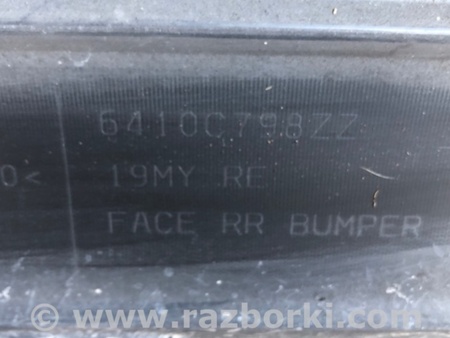 6410C798ZZ
0< 19MY RE
FACE RR BUMPER
© www.razborki.com